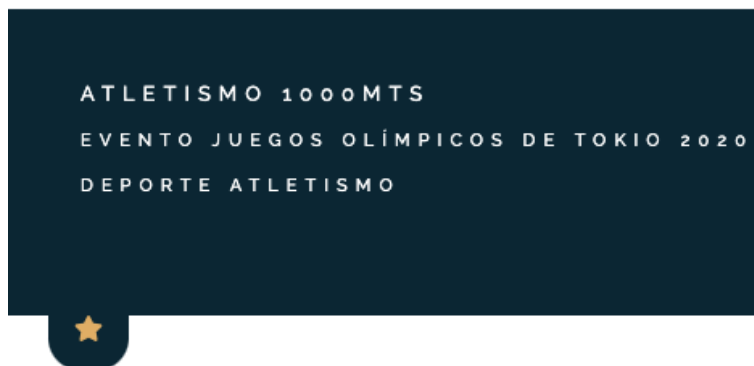 ATLETISMO 1000MTS
EVENTO JUEGOS OLÍMPICOS DE TOKIO 2020
DEPORTE ATLETISMO